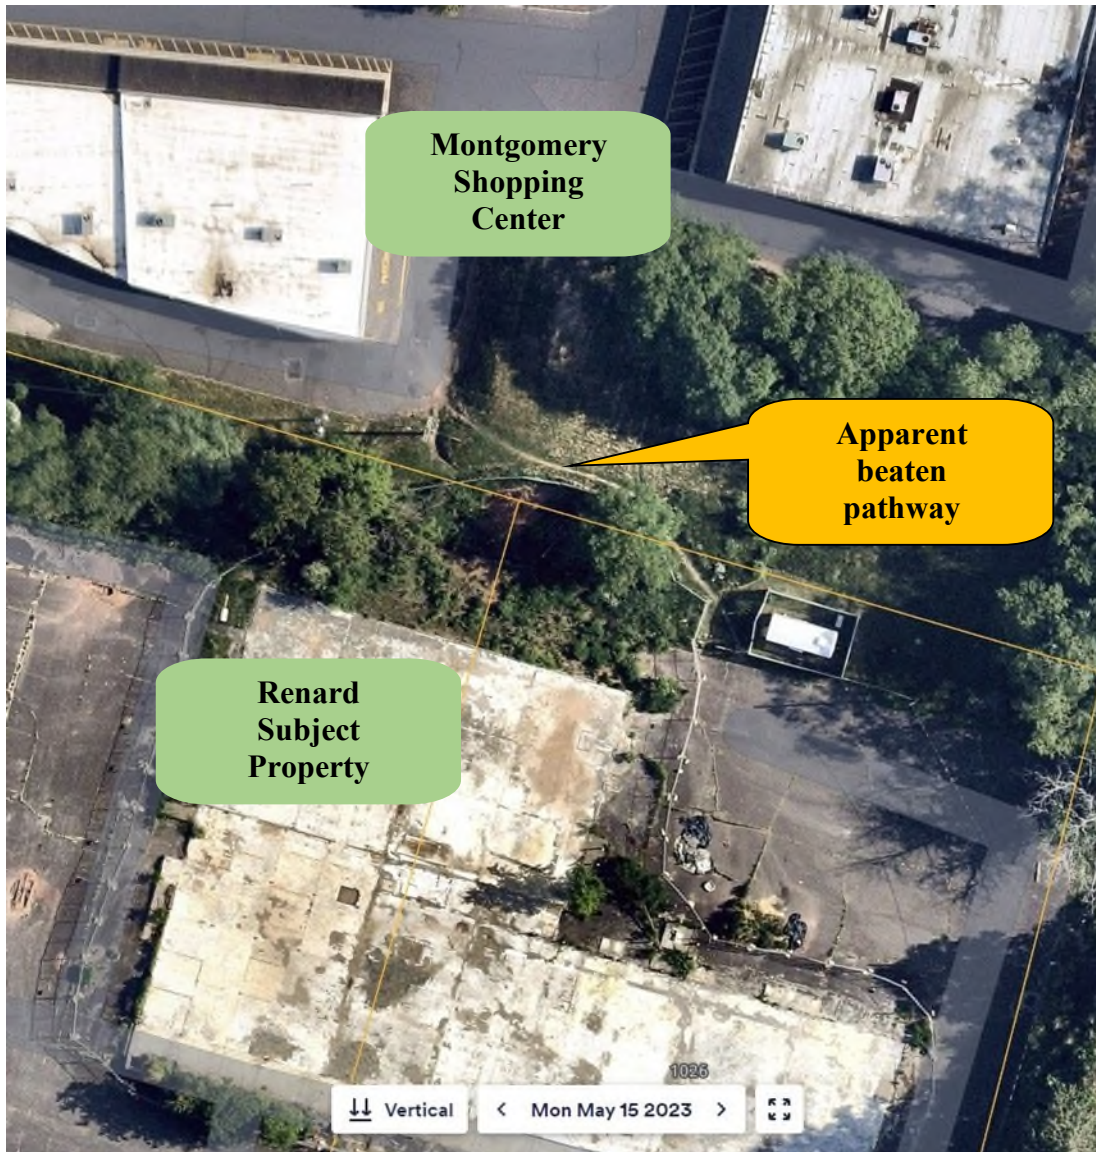 Montgomery
Shopping
Center
Apparent
beaten
pathway
Renard
Subject
Property
1026
Vertical
Mon May 15 2023